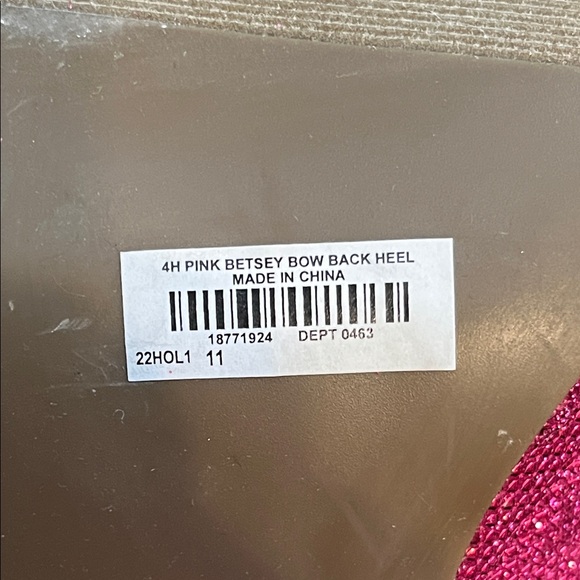 4H PINK BETSEY BOW BACK HEEL
MADE IN CHINA
18771924 DEPT 0463
22HOL1 11